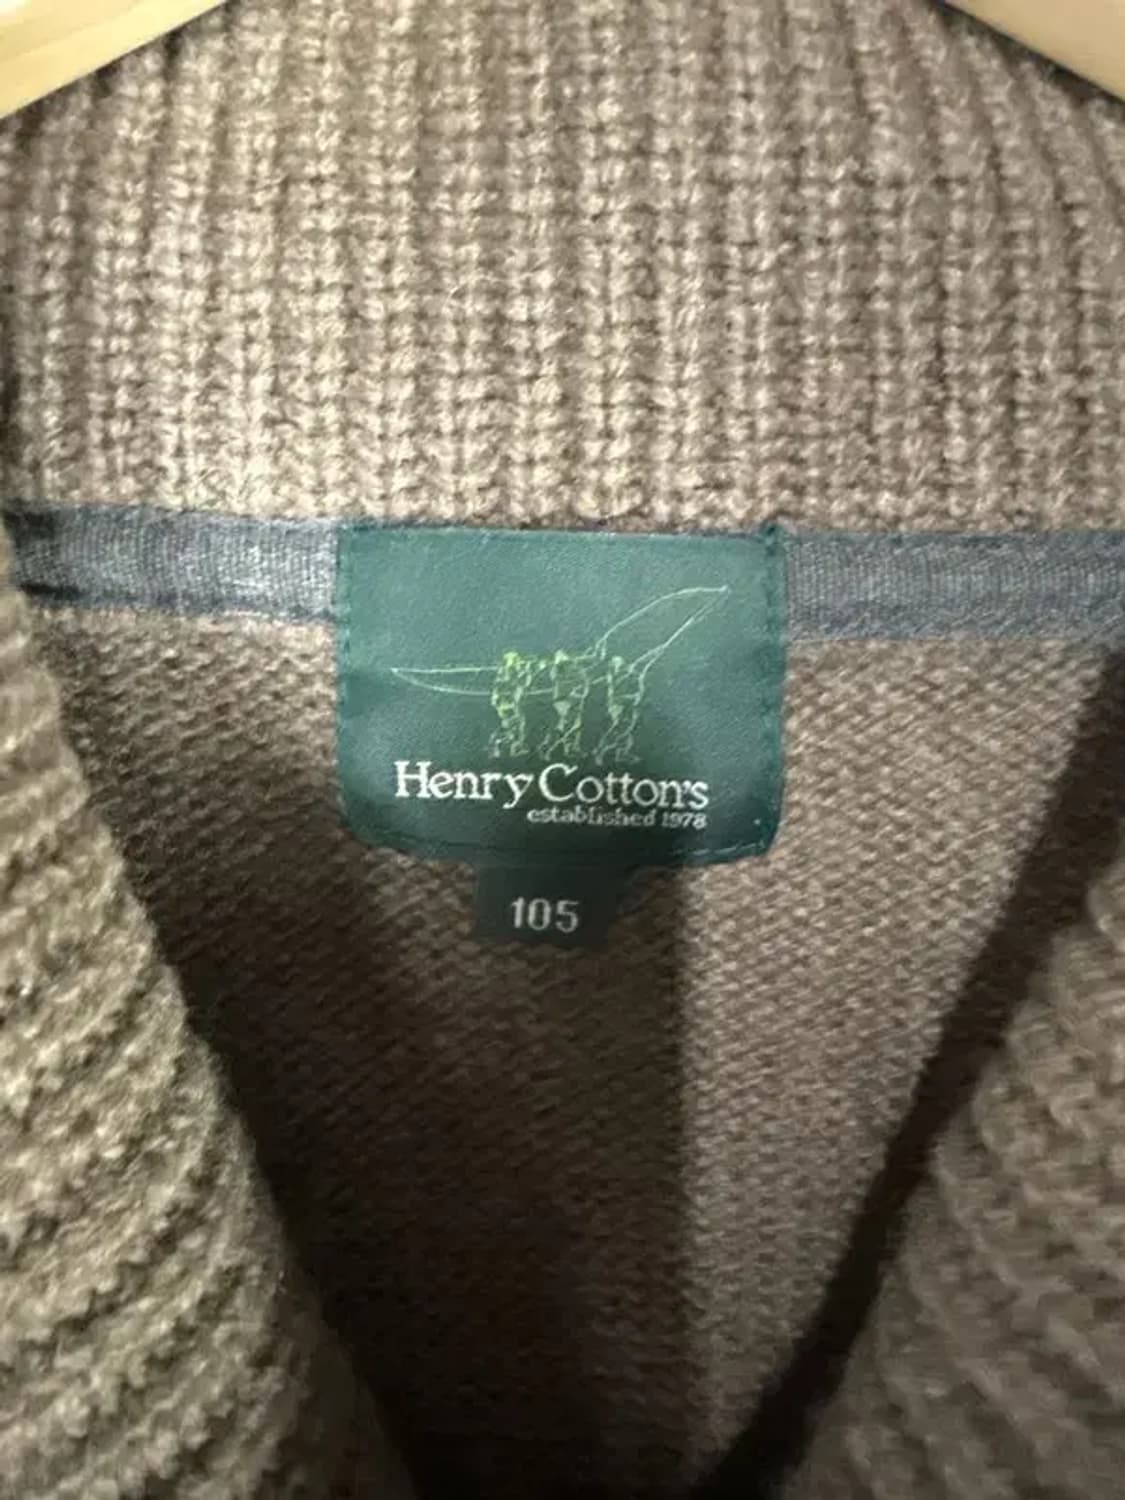 Henry Cotton's
established 1978
105